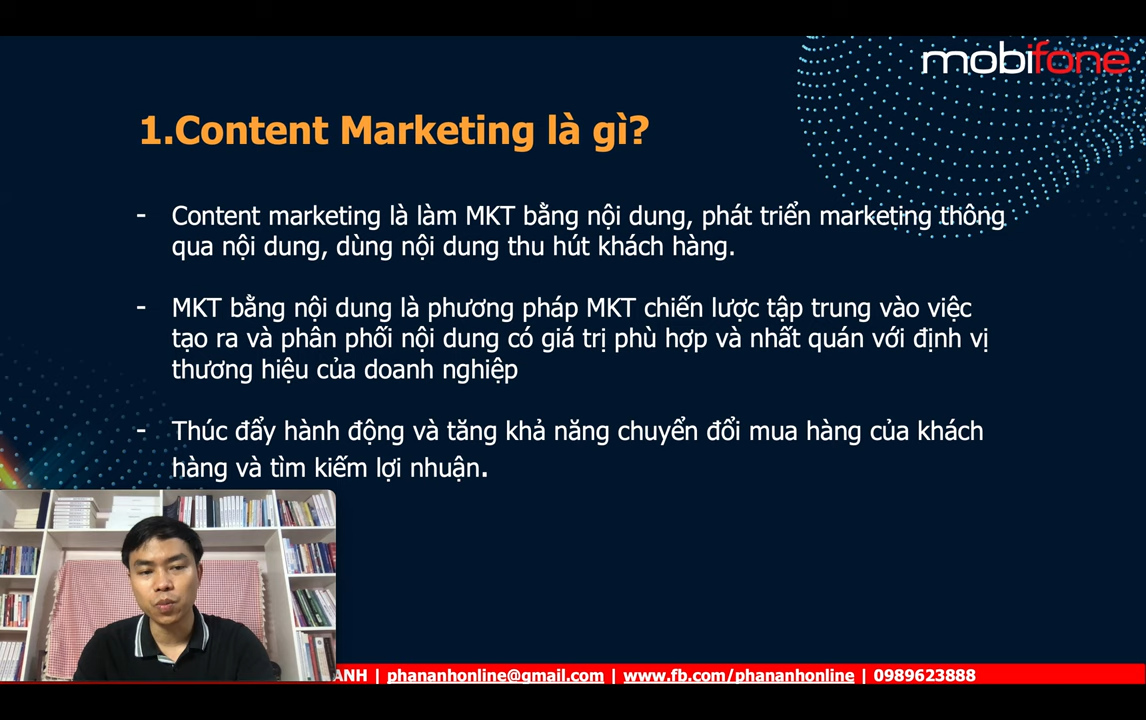 mobifone
1.Content Marketing là gì?
- Content marketing là làm MKT bằng nội dung, phát triển marketing thông
qua nội dung, dùng nội dung thu hút khách hàng.
- MKT bằng nội dung là phương pháp MKT chiến lược tập trung vào việc
tạo ra và phân phối nội dung có giá trị phù hợp và nhất quán với định vị
thương hiệu của doanh nghiệp
- Thúc đẩy hành động và tăng khả năng chuyển đổi mua hàng của khách
hàng và tìm kiếm lợi nhuận.
ANH | phananhonline@gmail.com | www.fb.com/phananhonline | 0989623888